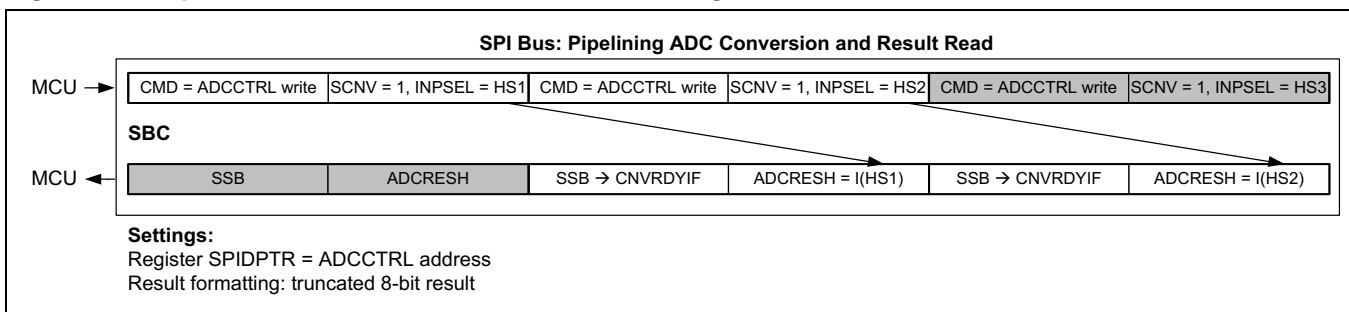 SPI Bus: Pipelining ADC Conversion and Result Read
MCU CMD = ADCCTRL write SCNV = 1, INPSEL = HS1 CMD = ADCCTRL write SCNV = 1, INPSEL = HS2 CMD = ADCCTRL write SCNV = 1, INPSEL = HS3
SBC
MCU SSB ADCRESH SSB → CNVRDYIF ADCRESH = I(HS1) SSB → CNVRDYIF ADCRESH = I(HS2)
Settings:
Register SPIDPTR = ADCCTRL address
Result formatting: truncated 8-bit result